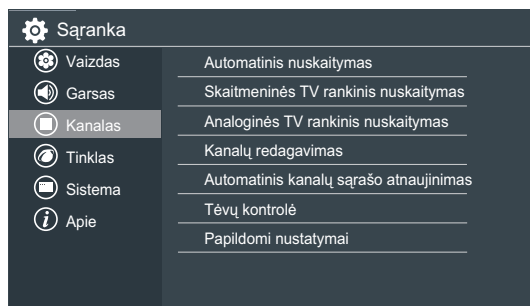 Sąranka
Vaizdas
Garsas
Kanalas
Tinklas
Sistema
Apie
Automatinis nuskaitymas
Skaitmeninės TV rankinis nuskaitymas
Analoginės TV rankinis nuskaitymas
Kanalų redagavimas
Automatinis kanalų sąrašo atnaujinimas
Tėvų kontrolė
Papildomi nustatymai